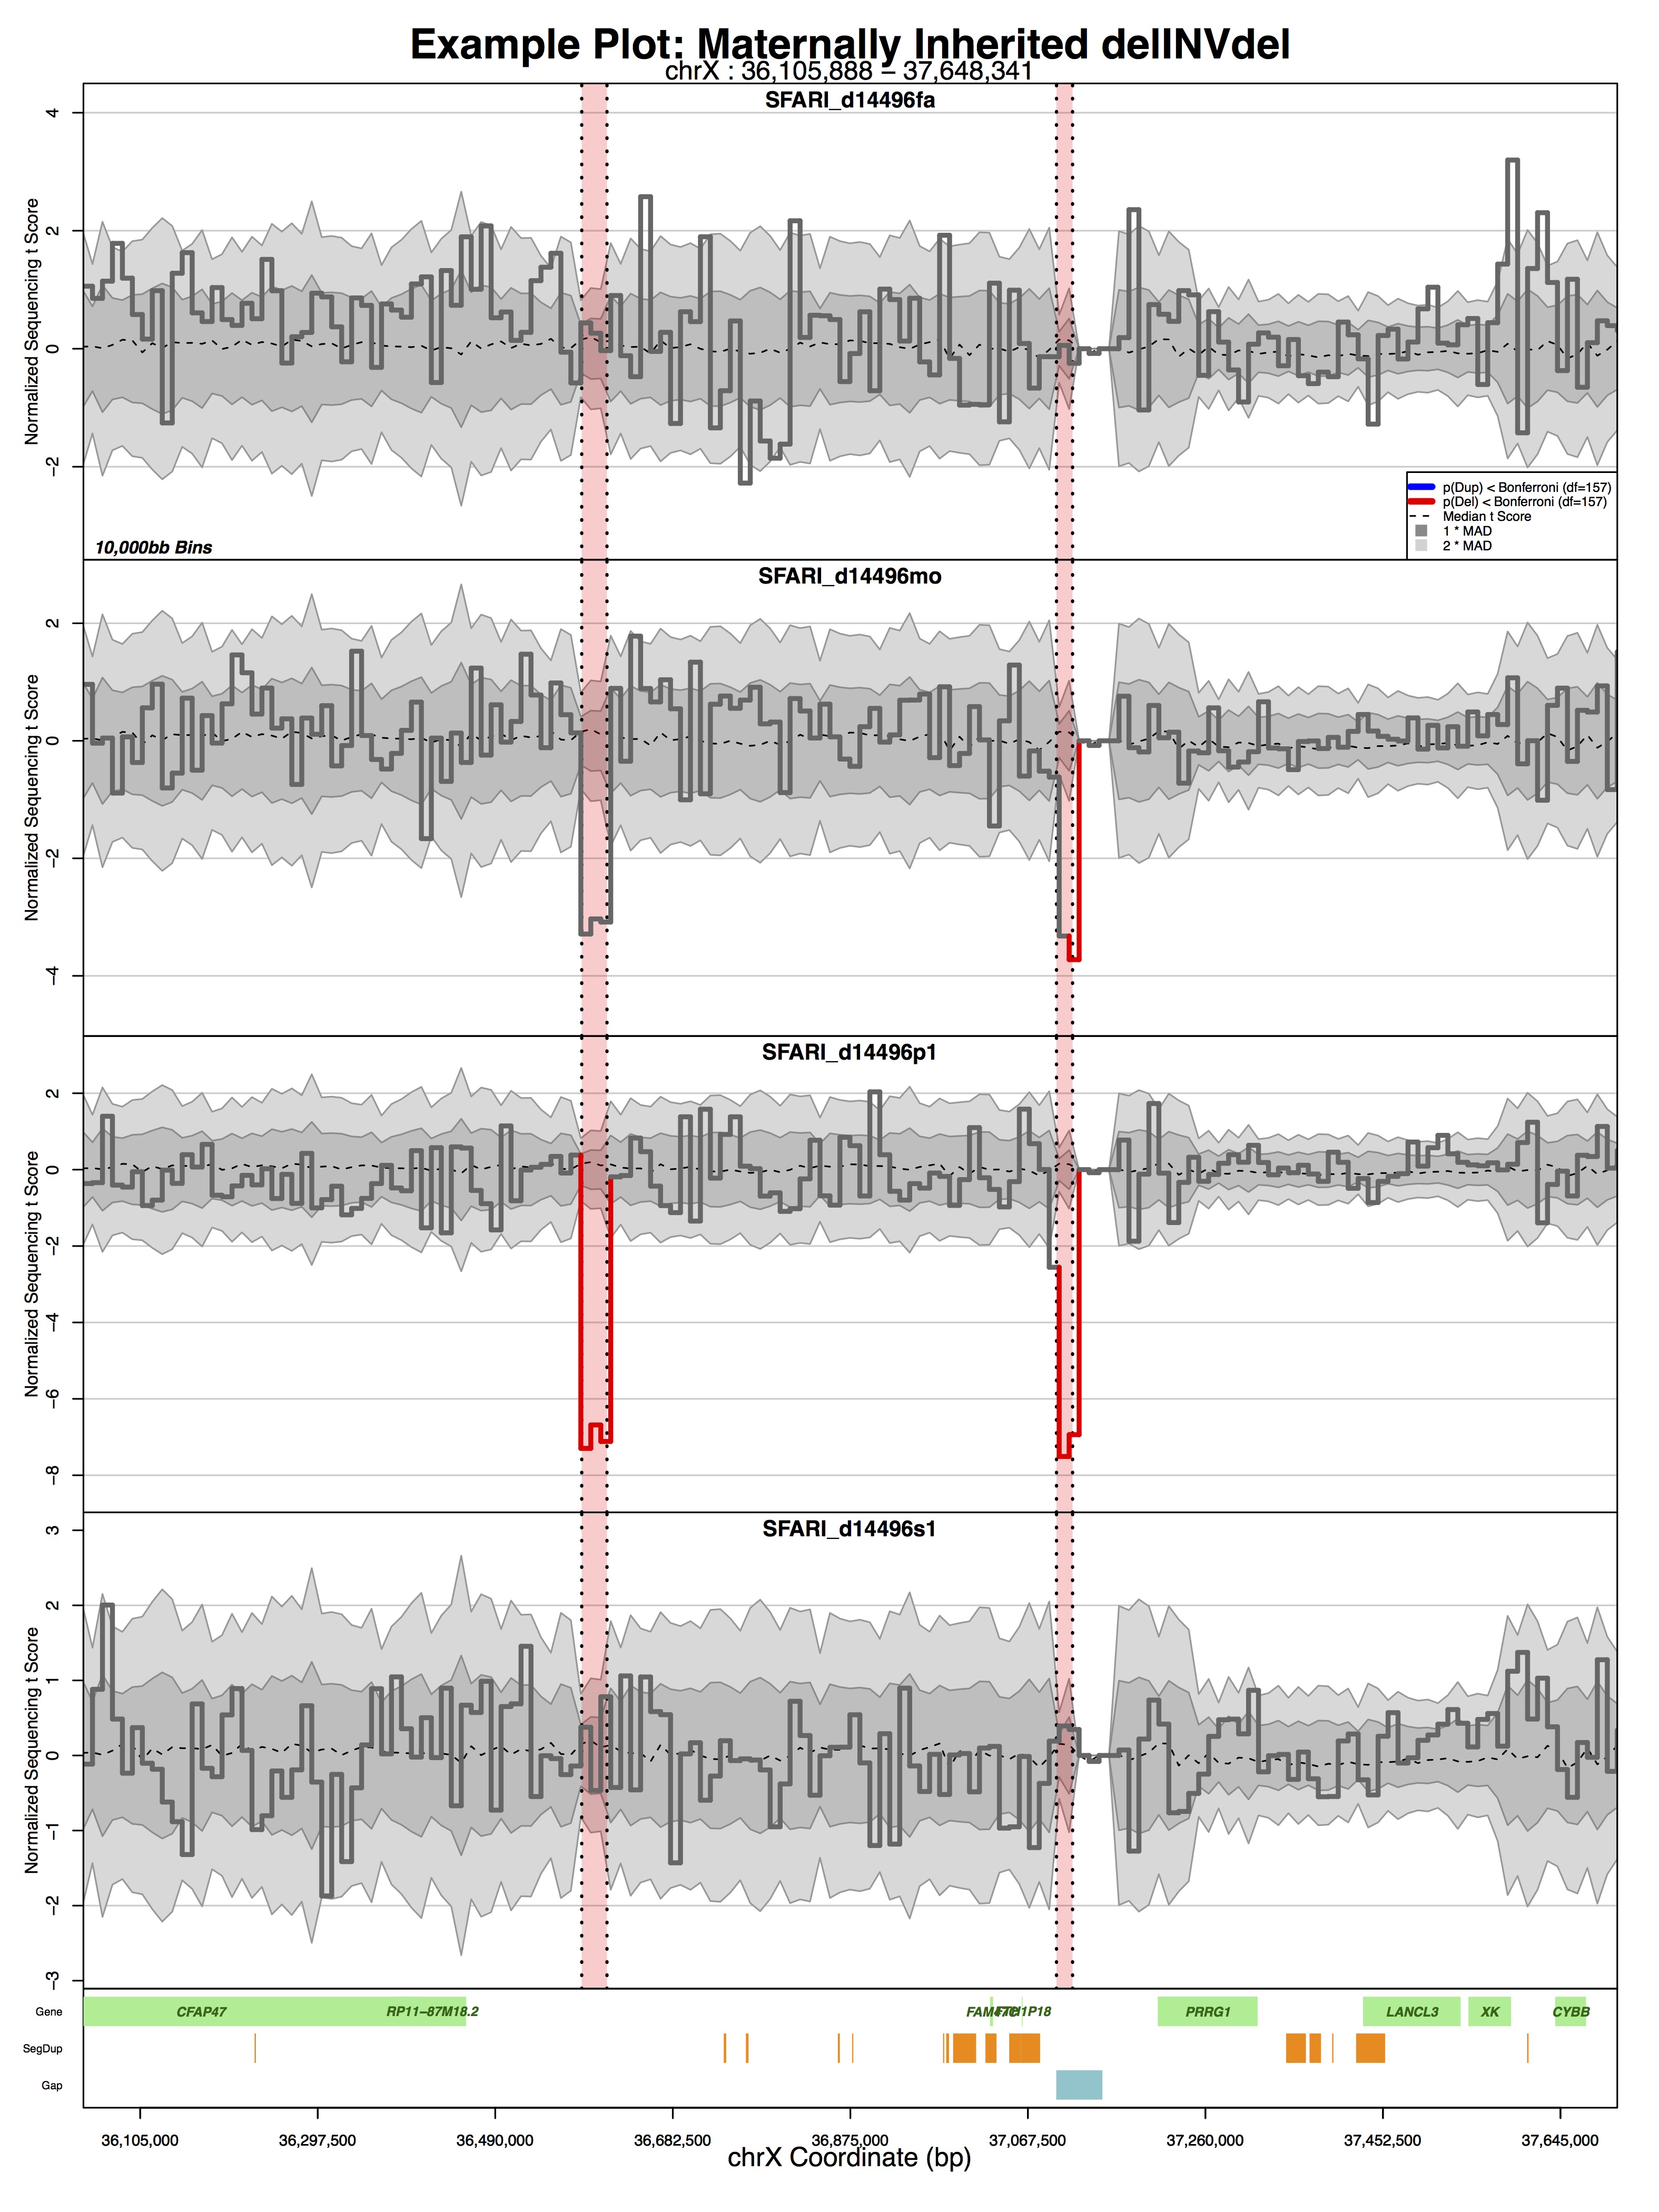 Example Plot: Maternally Inherited delINVdel
chrX : 36,105,888 – 37,648,341
SFARI_d14496fa
Normalized Sequencing t Score
4
2
0
−2
p(Dup) < Bonferroni (df=157)
p(Del) < Bonferroni (df=157)
Median t Score
1 * MAD
2 * MAD
10,000bb Bins
SFARI_d14496mo
Normalized Sequencing t Score
2
0
−2
−4
SFARI_d14496p1
Normalized Sequencing t Score
2
0
−2
−4
−6
−8
SFARI_d14496s1
Normalized Sequencing t Score
3
2
1
0
−1
−2
−3
Gene CFAP47 RP11−87M18.2 FAM47C FTH1P18 PRRG1 LANCL3 XK CYBB
SegDup
Gap
36,105,000 36,297,500 36,490,000 36,682,500 36,875,000 37,067,500 37,260,000 37,452,500 37,645,000
chrX Coordinate (bp)